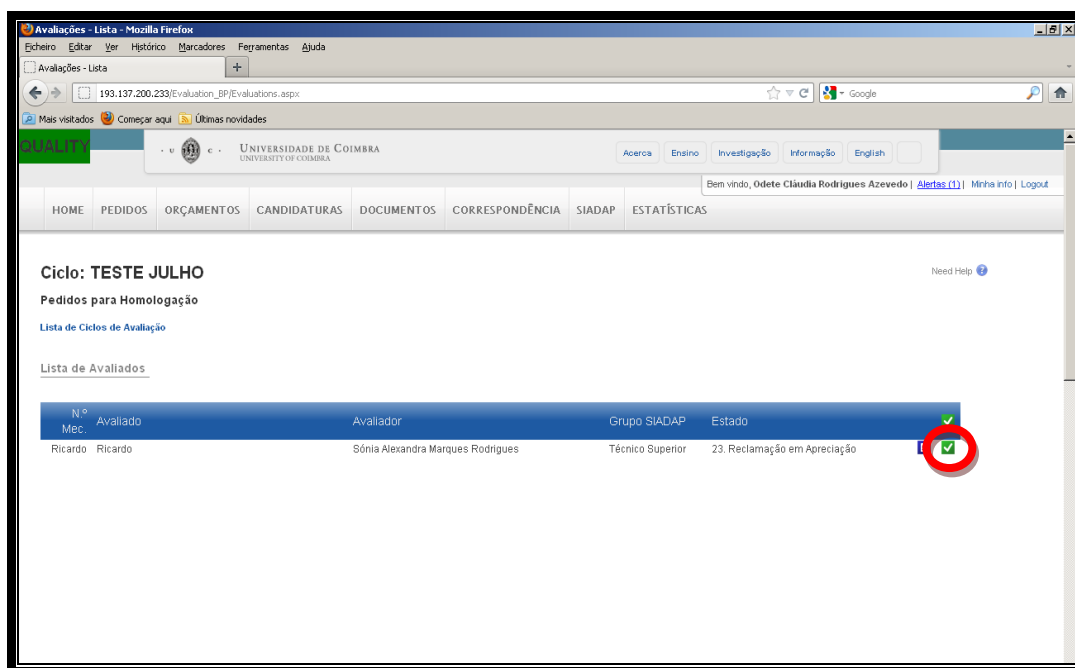 Avaliações - Lista - Mozilla Firefox
Ficheiro Editar Ver Histórico Marcadores Ferramentas Ajuda
Avaliações - Lista +
193.137.200.233/Evaluation_BP/Evaluations.aspx Google
Mais visitados Começar aqui Últimas novidades
QUALITY
· U C · UNIVERSIDADE DE COIMBRA
UNIVERSITY OF COIMBRA
Acerca Ensino Investigação Informação English
Bem vindo, Odete Cláudia Rodrigues Azevedo | Alertas (1) | Minha info | Logout
HOME PEDIDOS ORÇAMENTOS CANDIDATURAS DOCUMENTOS CORRESPONDÊNCIA SIADAP ESTATÍSTICAS
Ciclo: TESTE JULHO
Need Help ?
Pedidos para Homologação
Lista de Ciclos de Avaliação
Lista de Avaliados
N.º Mec. Avaliado Avaliador Grupo SIADAP Estado
Ricardo Ricardo Sónia Alexandra Marques Rodrigues Técnico Superior 23. Reclamação em Apreciação